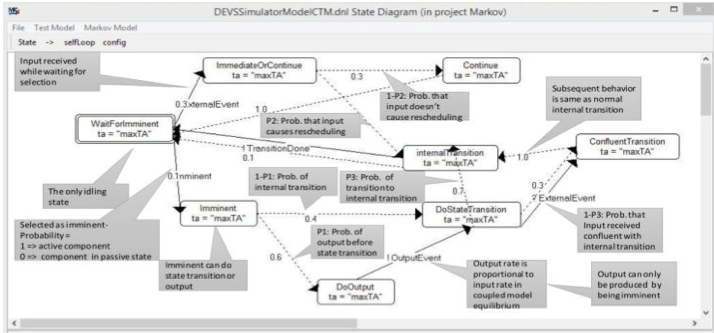 MS
DEVSSimulatorModelCTM.dnl State Diagram (in project Markov)
File Test Model Markov Model
State -> selfLoop config
Input received
while waiting for
selection
ImmediateOrContinue
ta = "maxTA"
0.3
Continue
ta = "maxTA"
1-P2: Prob. that
input doesn't
cause rescheduling
Subsequent behavior
is same as normal
internal transition
0.3xternalEvent
1.0
P2: Prob. that input
causes rescheduling
WaitForImminent
ta = "maxTA"
!TransitionDone
0.1
internalTransition
ta = "maxTA"
1.0
ConfluentTransition
ta = "maxTA"
The only idling
state
0.1nminent
1-P1: Prob. of
internal transition
P3: Prob. of
transition to
internal transition
0.7
0.3
? ExternalEvent
Selected as imminent-
Probability =
1 => active component
0 => component in passive state
Imminent
ta = "maxTA"
0.4
DoStateTransition
ta = "maxTA"
1-P3: Prob. that
Input received
confluent with
internal transition
P1: Prob. of
output before
state transition
0.6
Imminent can do
state transition or
output
!OutputEvent
DoOutput
ta = "maxTA"
Output rate is
proportional to
input rate in
coupled model
equilibrium
Output can only
be produced by
being imminent